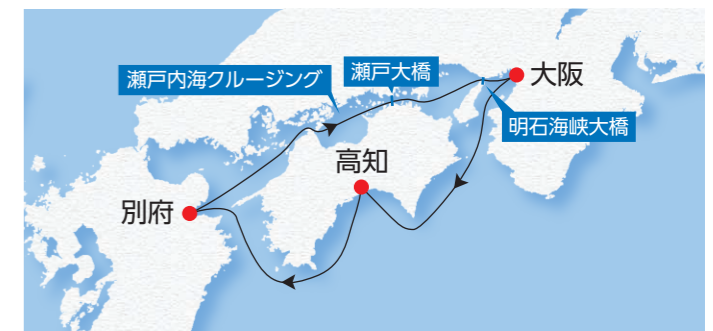 瀬戸内海クルージング
瀬戸大橋
大阪
明石海峡大橋
高知
別府